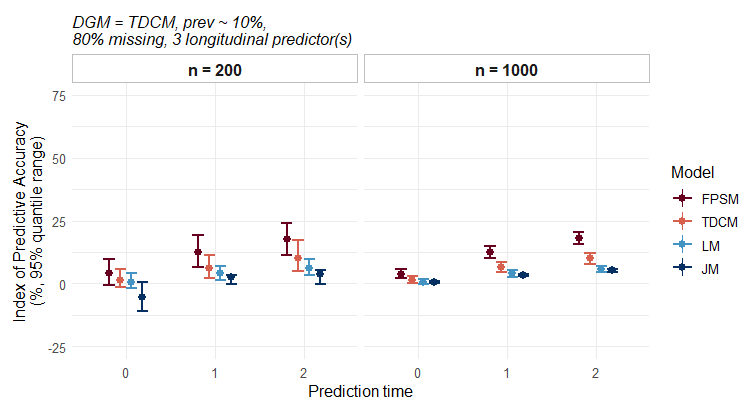 DGM = TDCM, prev ~ 10%,
80% missing, 3 longitudinal predictor(s)
n = 200
n = 1000
Index of Predictive Accuracy
(%, 95% quantile range)
75
50
25
0
-25
0
1
2
0
1
2
Prediction time
Model
FPSM
TDCM
LM
JM